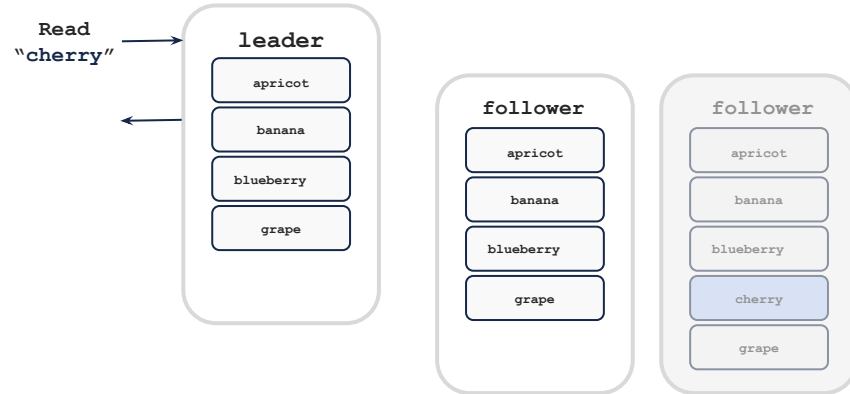 Read
“cherry”
leader
apricot
banana
blueberry
grape
follower
apricot
banana
blueberry
grape
follower
apricot
banana
blueberry
cherry
grape